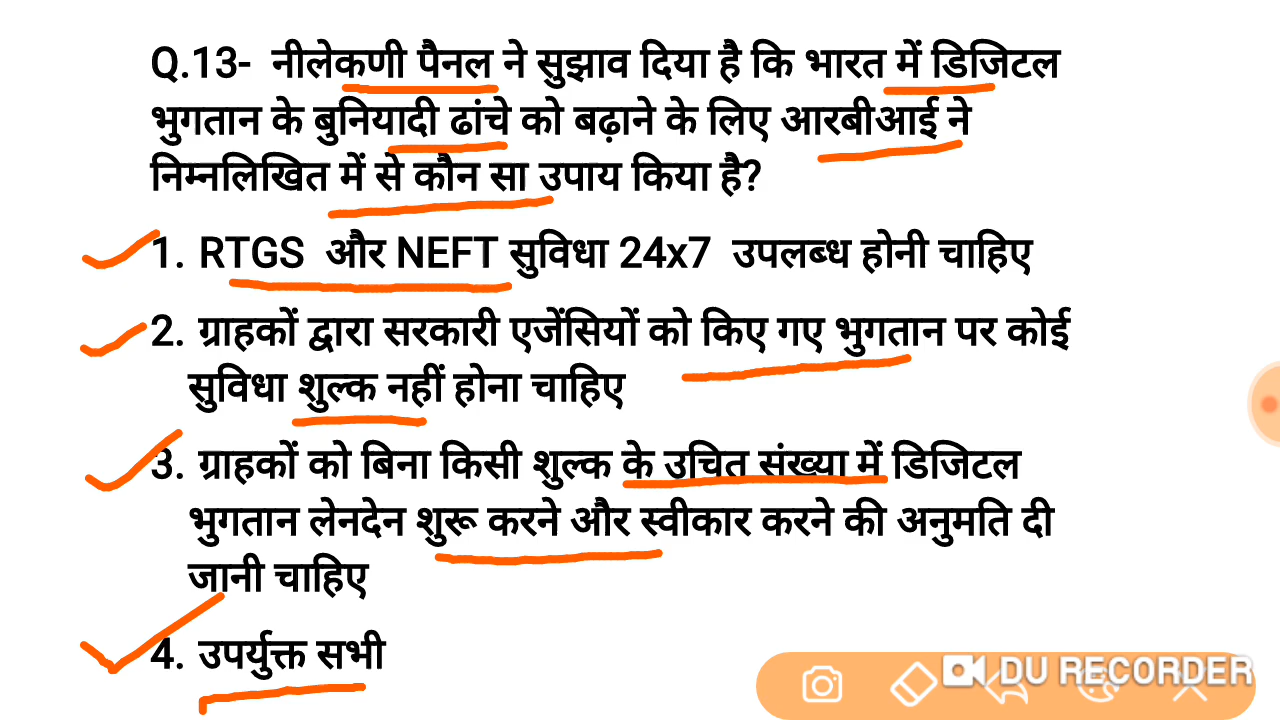 Q.13- नीलेकणी पैनल ने सुझाव दिया है कि भारत में डिजिटल
भुगतान के बुनियादी ढांचे को बढ़ाने के लिए आरबीआई ने
निम्नलिखित में से कौन सा उपाय किया है?
1. RTGS और NEFT सुविधा 24x7 उपलब्ध होनी चाहिए
2. ग्राहकों द्वारा सरकारी एजेंसियों को किए गए भुगतान पर कोई
सुविधा शुल्क नहीं होना चाहिए
3. ग्राहकों को बिना किसी शुल्क के उचित संख्या में डिजिटल
भुगतान लेनदेन शुरू करने और स्वीकार करने की अनुमति दी
जानी चाहिए
4. उपर्युक्त सभी
DU RECORDER